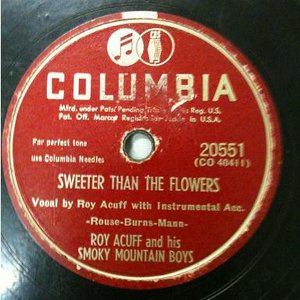 COLUMBIA
Mfrd. under Pats. Pending, Trade Marks Reg. U.S.
Pat. Off. Marcas Registradas. Made in U.S.A.
For perfect tone
use Columbia Needles
20551
(CO 40411)
SWEETER THAN THE FLOWERS
Vocal by Roy Acuff with Instrumental Acc.
-Rouse-Burns-Mann-
ROY ACUFF and his
SMOKY MOUNTAIN BOYS